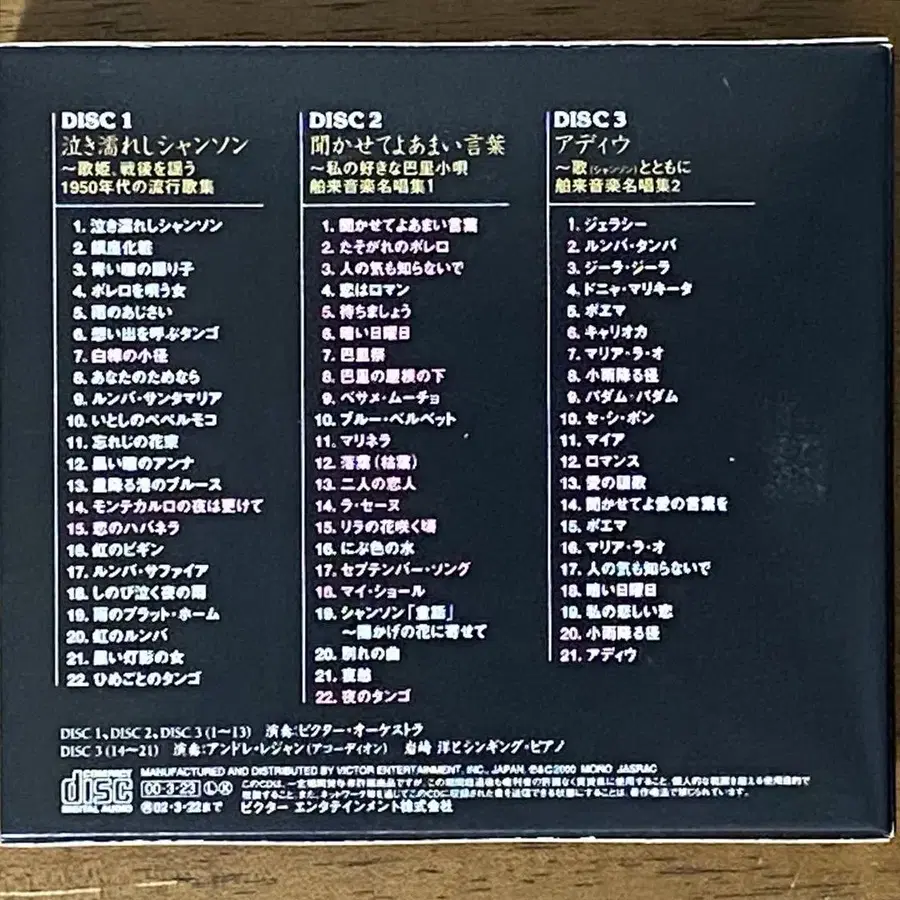 DISC 1
泣き濡れしシャンソン
〜歌姫、戦後を謳う
1950年代の流行歌集
1. 泣き濡れしシャンソン
2. 銀座化粧
3. 青い瞳の踊り子
4. ボレロを唄う女
5. 雨のあじさい
6. 想い出を呼ぶタンゴ
7. 白樺の小径
8. あなたのためなら
9. ルンバ・サンタマリア
10. いとしのペペルモコ
11. 忘れじの花束
12. 黒い瞳のアンナ
13. 星降る港のブルース
14. モンテカルロの夜は更けて
15. 恋のハバネラ
16. 虹のビギン
17. ルンバ・サファイア
18. しのび泣く夜の雨
19. 雨のプラット・ホーム
20. 虹のルンバ
21. 黒い灯影の女
22. ひめごとのタンゴ
DISC 2
聞かせてよあまい言葉
〜私の好きな巴里小唄
舶来音楽名唱集1
1. 聞かせてよあまい言葉
2. たそがれのボレロ
3. 人の気も知らないで
4. 恋はロマン
5. 待ちましょう
6. 暗い日曜日
7. 巴里祭
8. 巴里の屋根の下
9. ベサメ・ムーチョ
10. ブルー・ベルベット
11. マリネラ
12. 落葉（枯葉）
13. 二人の恋人
14. ラ・セーヌ
15. リラの花咲く頃
16. にぶ色の水
17. セプテンバー・ソング
18. マイ・ショール
19. シャンソン「童話」
〜陽かげの花に寄せて
20. 別れの曲
21. 夜愁
22. 夜のタンゴ
DISC 3
アディウ
〜歌(シャンソン)とともに
舶来音楽名唱集2
1. ジェラシー
2. ルンバ・タンバ
3. ジーラ・ジーラ
4. ドニャ・マリキータ
5. ポエマ
6. キャリオカ
7. マリア・ラ・オ
8. 小雨降る径
9. パダム・パダム
10. セ・シ・ボン
11. マイア
12. ロマンス
13. 愛の讃歌
14. 聞かせてよ愛の言葉を
15. ポエマ
16. マリア・ラ・オ
17. 人の気も知らないで
18. 暗い日曜日
19. 私の悲しい恋
20. 小雨降る径
21. アディウ
DISC 1、DISC 2、DISC 3 (1〜13) 演奏：ビクター・オーケストラ
DISC 3 (14〜21) 演奏：アンドレ・レジャン（アコーディオン） 岩崎 洋とシンギング・ピアノ
COMPACT
disc
DIGITAL AUDIO
MANUFACTURED AND DISTRIBUTED BY VICTOR ENTERTAINMENT, INC., JAPAN. ℗&©2000 MONO JASRAC
00・3・23 Ⓛ Ⓡ
Ⓡ02・3・22まで
ビクター エンタテインメント株式会社